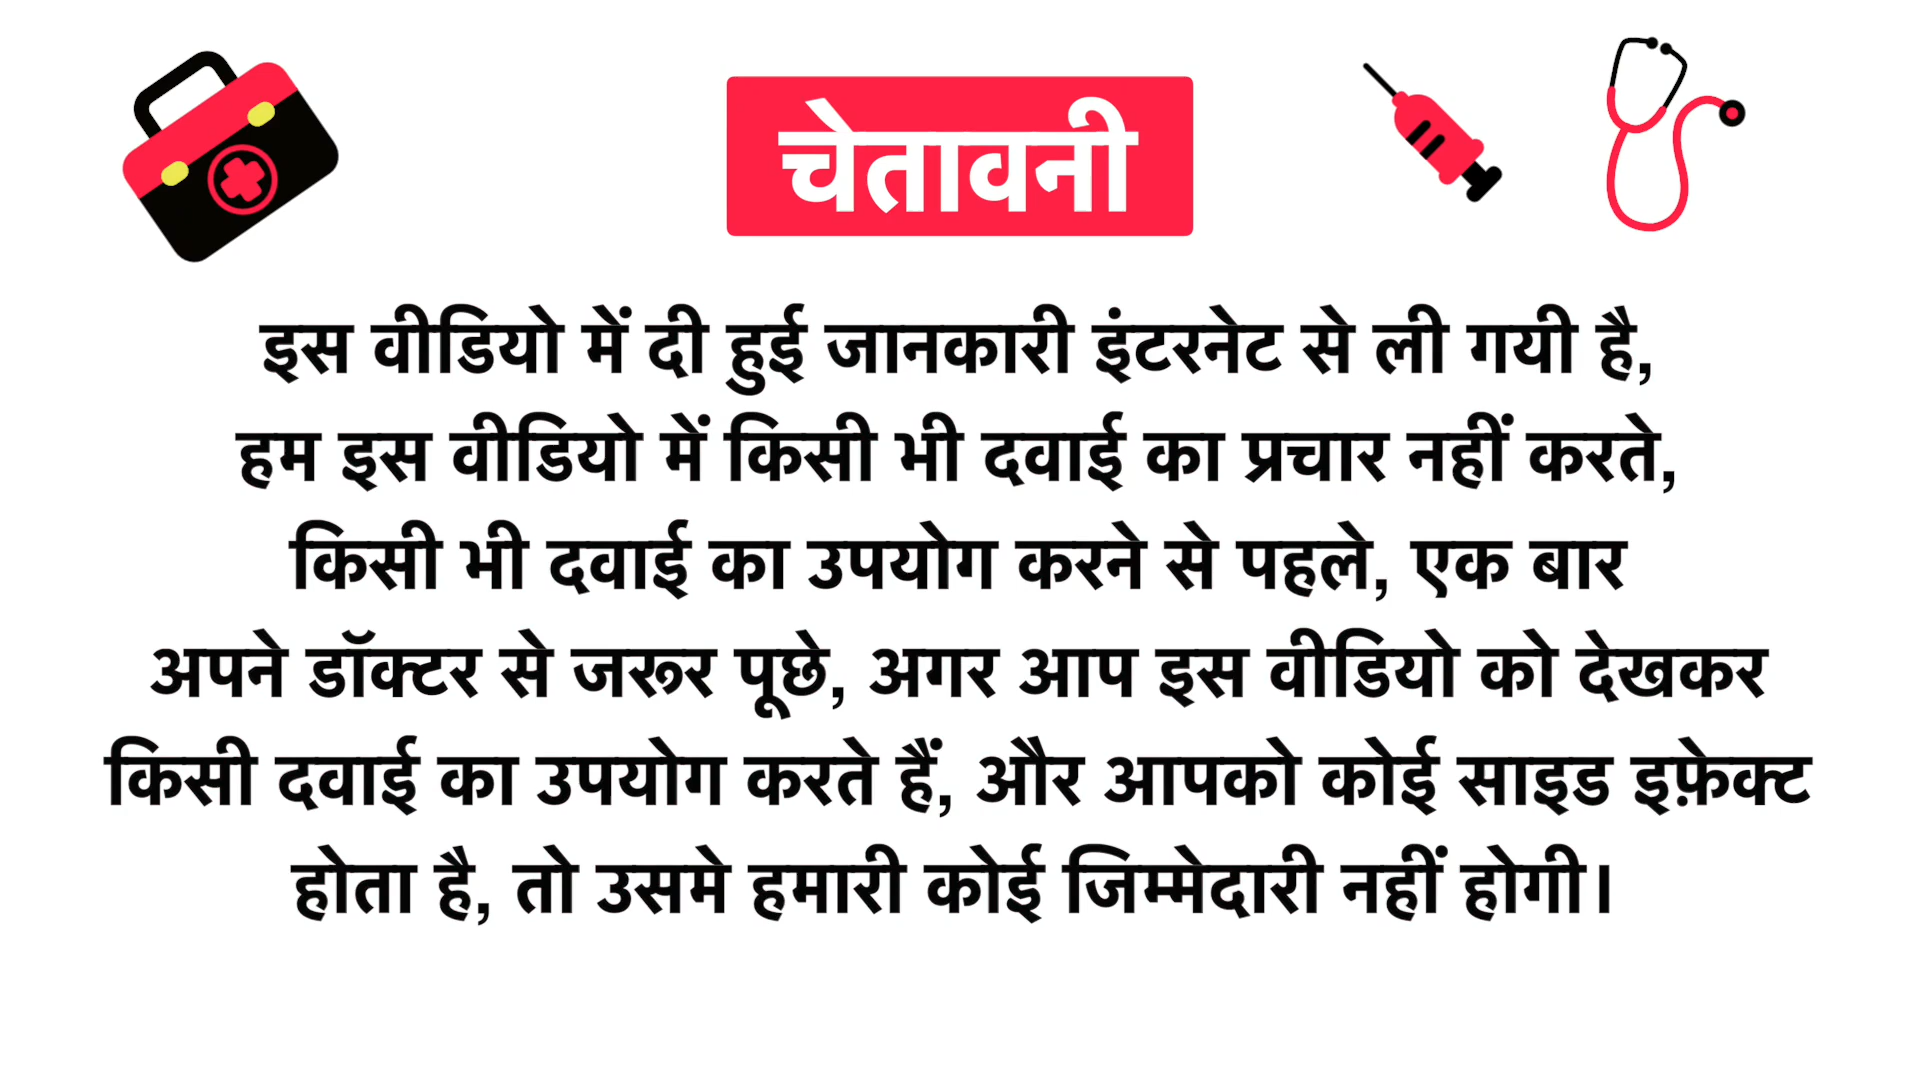 चेतावनी
इस वीडियो में दी हुई जानकारी इंटरनेट से ली गयी है,
हम इस वीडियो में किसी भी दवाई का प्रचार नहीं करते,
किसी भी दवाई का उपयोग करने से पहले, एक बार
अपने डॉक्टर से जरूर पूछे, अगर आप इस वीडियो को देखकर
किसी दवाई का उपयोग करते हैं, और आपको कोई साइड इफ़ेक्ट
होता है, तो उसमे हमारी कोई जिम्मेदारी नहीं होगी।